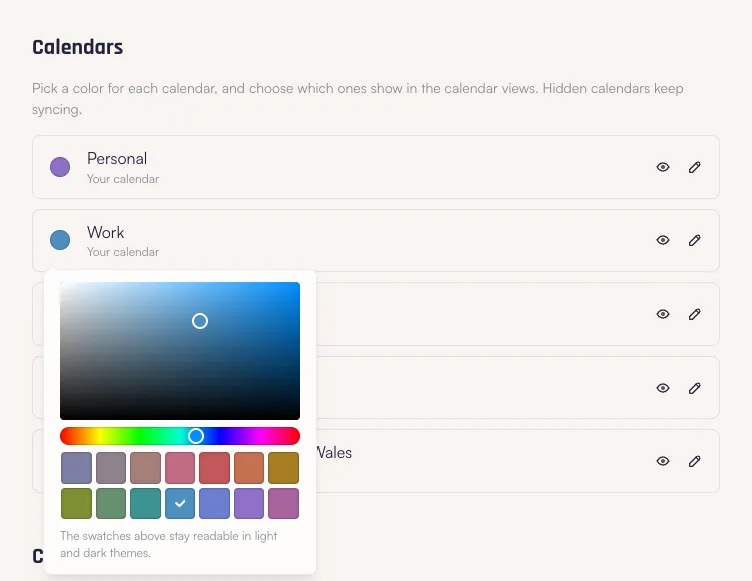 Calendars
Pick a color for each calendar, and choose which ones show in the calendar views. Hidden calendars keep
syncing.
Personal
Your calendar
Work
Your calendar
Wales
The swatches above stay readable in light
and dark themes.
C